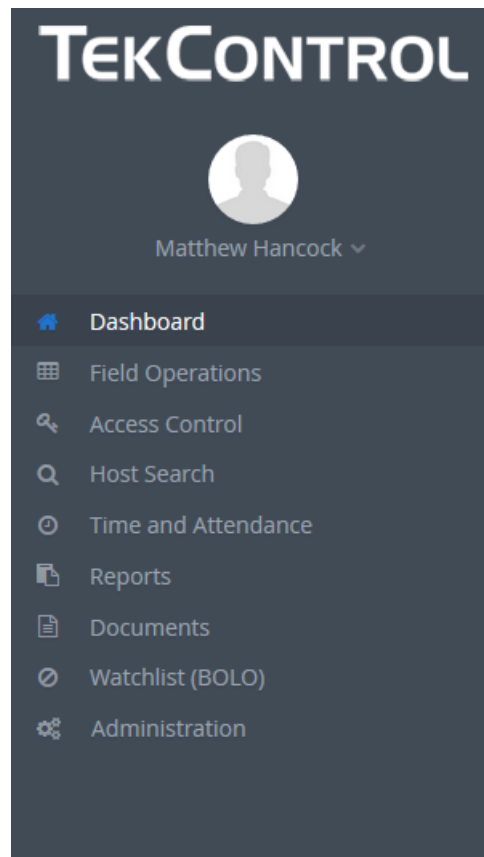 TEKCONTROL
Matthew Hancock
Dashboard
Field Operations
Access Control
Host Search
Time and Attendance
Reports
Documents
Watchlist (BOLO)
Administration